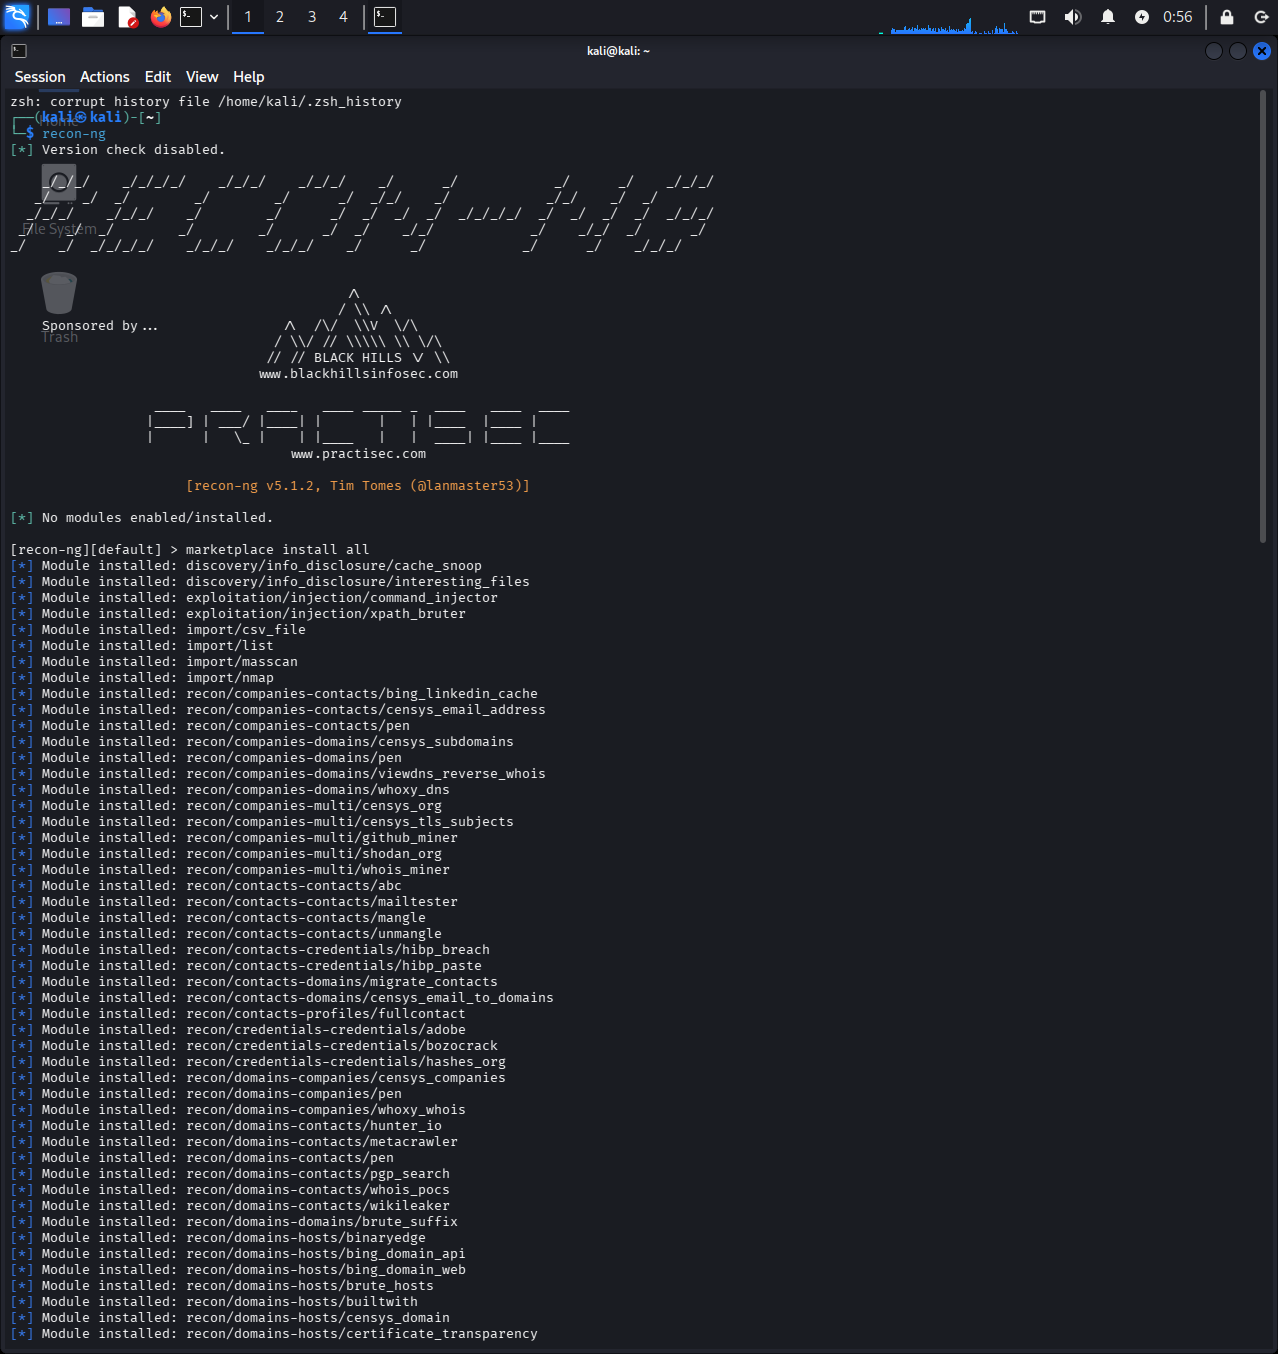 1 2 3 4 0:56
kali@kali: ~
Session Actions Edit View Help
zsh: corrupt history file /home/kali/.zsh_history
┌──(kali㉿kali)-[~]
Home
└─$ recon-ng
[*] Version check disabled.
RECON-NG
File System
/\
/ \\ /\
Sponsored by... /\ /\/ \\V \/\
Trash
/ \\/ // \\\\\ \\ \/\
// // BLACK HILLS \/ \\
www.blackhillsinfosec.com
PRACTISEC
www.practisec.com
[recon-ng v5.1.2, Tim Tomes (@lanmaster53)]
[*] No modules enabled/installed.
[recon-ng][default] > marketplace install all
[*] Module installed: discovery/info_disclosure/cache_snoop
[*] Module installed: discovery/info_disclosure/interesting_files
[*] Module installed: exploitation/injection/command_injector
[*] Module installed: exploitation/injection/xpath_bruter
[*] Module installed: import/csv_file
[*] Module installed: import/list
[*] Module installed: import/masscan
[*] Module installed: import/nmap
[*] Module installed: recon/companies-contacts/bing_linkedin_cache
[*] Module installed: recon/companies-contacts/censys_email_address
[*] Module installed: recon/companies-contacts/pen
[*] Module installed: recon/companies-domains/censys_subdomains
[*] Module installed: recon/companies-domains/pen
[*] Module installed: recon/companies-domains/viewdns_reverse_whois
[*] Module installed: recon/companies-domains/whoxy_dns
[*] Module installed: recon/companies-multi/censys_org
[*] Module installed: recon/companies-multi/censys_tls_subjects
[*] Module installed: recon/companies-multi/github_miner
[*] Module installed: recon/companies-multi/shodan_org
[*] Module installed: recon/companies-multi/whois_miner
[*] Module installed: recon/contacts-contacts/abc
[*] Module installed: recon/contacts-contacts/mailtester
[*] Module installed: recon/contacts-contacts/mangle
[*] Module installed: recon/contacts-contacts/unmangle
[*] Module installed: recon/contacts-credentials/hibp_breach
[*] Module installed: recon/contacts-credentials/hibp_paste
[*] Module installed: recon/contacts-domains/migrate_contacts
[*] Module installed: recon/contacts-domains/censys_email_to_domains
[*] Module installed: recon/contacts-profiles/fullcontact
[*] Module installed: recon/credentials-credentials/adobe
[*] Module installed: recon/credentials-credentials/bozocrack
[*] Module installed: recon/credentials-credentials/hashes_org
[*] Module installed: recon/domains-companies/censys_companies
[*] Module installed: recon/domains-companies/pen
[*] Module installed: recon/domains-companies/whoxy_whois
[*] Module installed: recon/domains-contacts/hunter_io
[*] Module installed: recon/domains-contacts/metacrawler
[*] Module installed: recon/domains-contacts/pen
[*] Module installed: recon/domains-contacts/pgp_search
[*] Module installed: recon/domains-contacts/whois_pocs
[*] Module installed: recon/domains-contacts/wikileaker
[*] Module installed: recon/domains-domains/brute_suffix
[*] Module installed: recon/domains-hosts/binaryedge
[*] Module installed: recon/domains-hosts/bing_domain_api
[*] Module installed: recon/domains-hosts/bing_domain_web
[*] Module installed: recon/domains-hosts/brute_hosts
[*] Module installed: recon/domains-hosts/builtwith
[*] Module installed: recon/domains-hosts/censys_domain
[*] Module installed: recon/domains-hosts/certificate_transparency